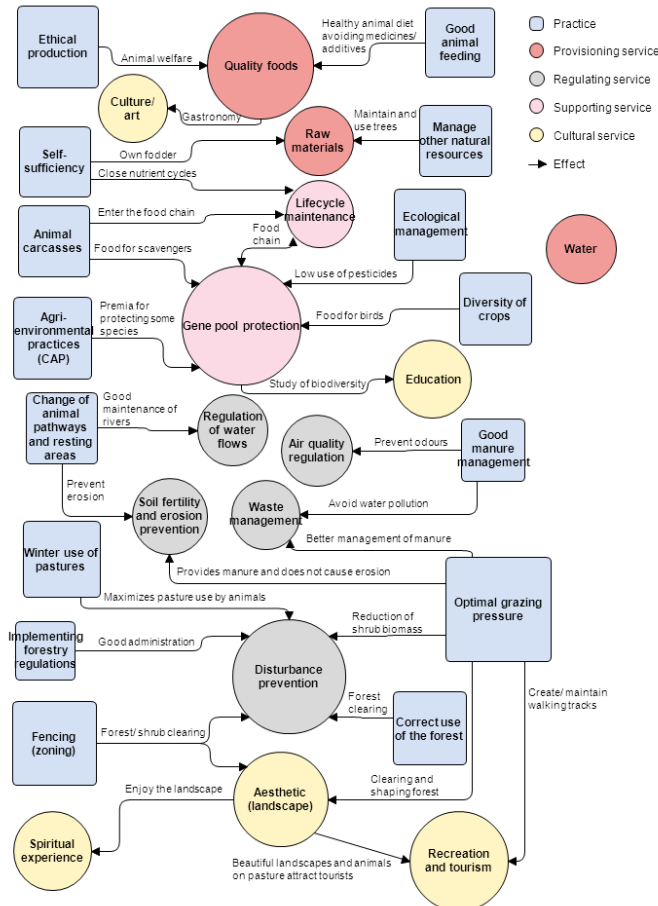 Ethical
production
Animal welfare
Quality foods
Healthy animal diet
avoiding medicines/
additives
Good
animal
feeding
Practice
Provisioning service
Regulating service
Supporting service
Cultural service
Effect
Culture/
art
Gastronomy
Self-
sufficiency
Own fodder
Close nutrient cycles
Raw
materials
Maintain and
use trees
Manage
other natural
resources
Animal
carcasses
Enter the food chain
Food for scavengers
Lifecycle
maintenance
Food
chain
Ecological
management
Low use of pesticides
Water
Agri-
environmental
practices
(CAP)
Premia for
protecting some
species
Gene pool protection
Food for birds
Diversity of
crops
Study of biodiversity
Education
Change of
animal
pathways
and resting
areas
Good
maintenance of
rivers
Regulation
of water
flows
Air quality
regulation
Prevent odours
Good
manure
management
Prevent
erosion
Soil fertility
and erosion
prevention
Waste
management
Avoid water pollution
Better management of manure
Winter use of
pastures
Provides manure and does not cause erosion
Maximizes pasture use by animals
Optimal grazing
pressure
Implementing
forestry
regulations
Good administration
Disturbance
prevention
Reduction of
shrub biomass
Create/ maintain
walking tracks
Fencing
(zoning)
Forest/ shrub clearing
Forest
clearing
Correct use
of the forest
Enjoy the landscape
Aesthetic
(landscape)
Clearing and
shaping forest
Spiritual
experience
Beautiful landscapes and animals
on pasture attract tourists
Recreation
and tourism